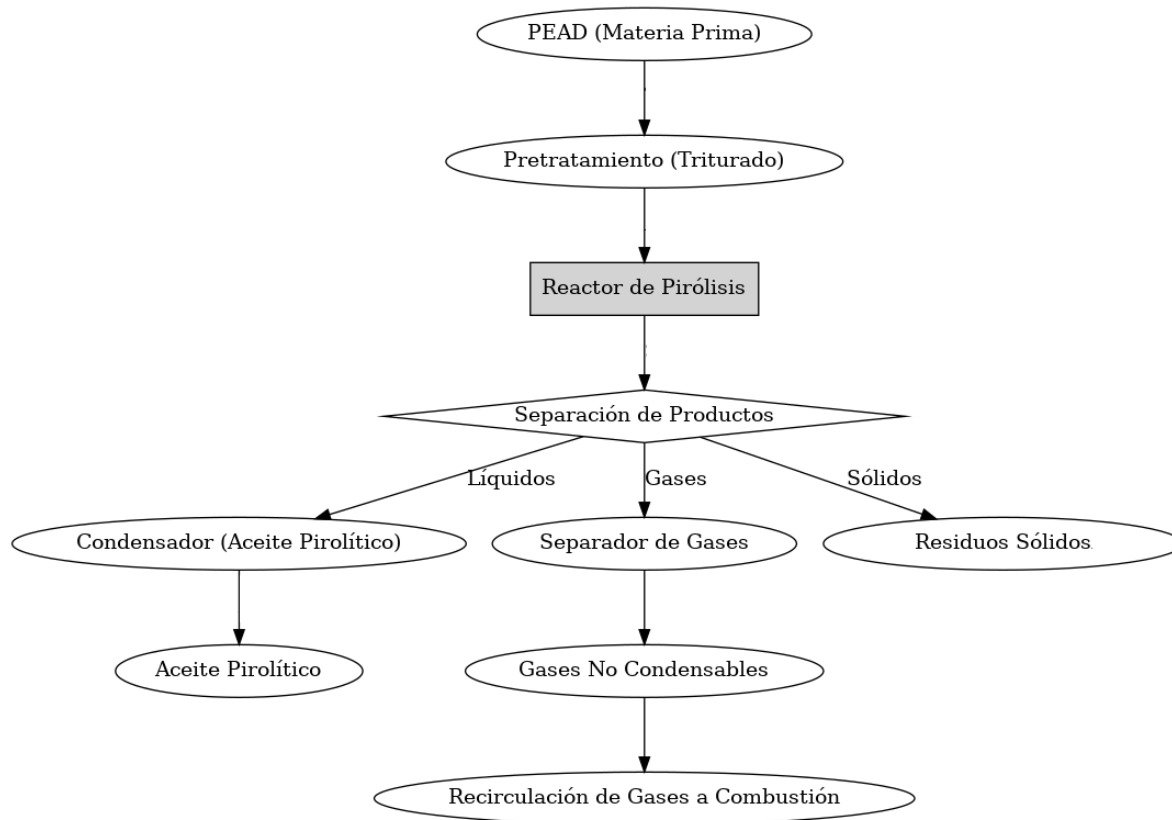 PEAD (Materia Prima)
Pretratamiento (Triturado)
Reactor de Pirólisis
Separación de Productos
Líquidos
Gases
Sólidos
Condensador (Aceite Pirolítico)
Separador de Gases
Residuos Sólidos
Aceite Pirolítico
Gases No Condensables
Recirculación de Gases a Combustión